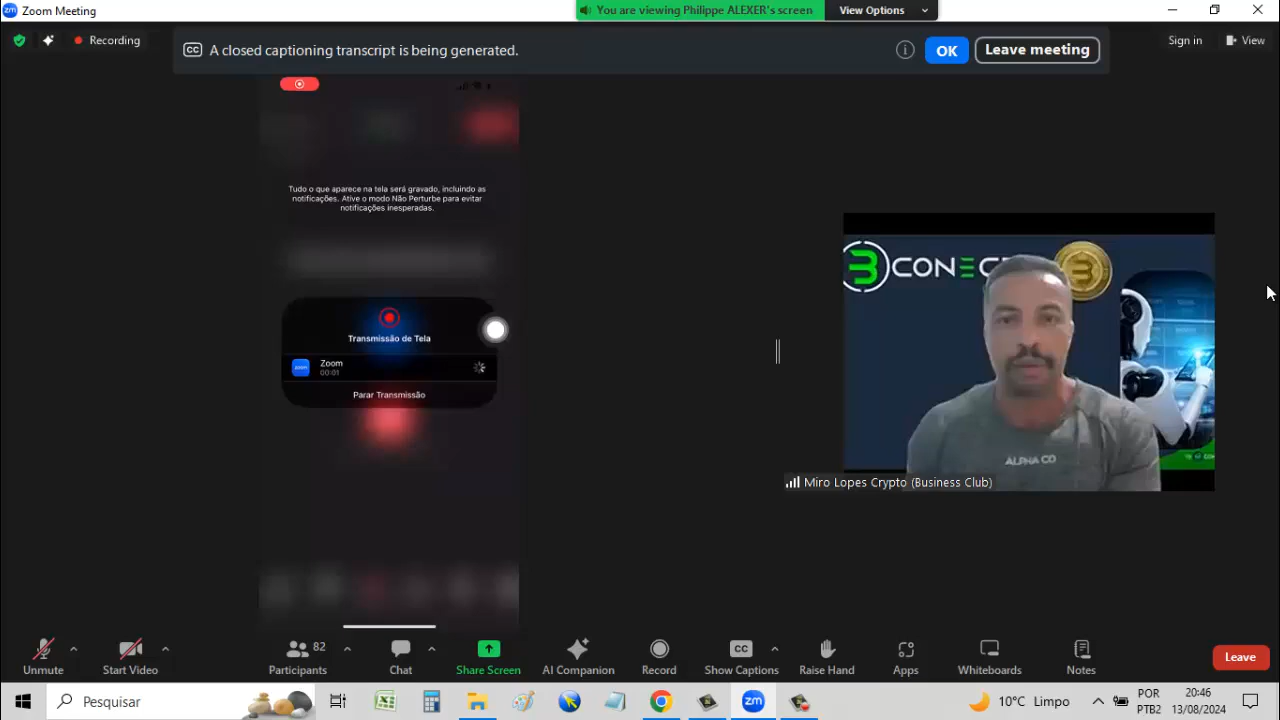 Zoom Meeting
You are viewing Philippe ALEXER's screen
View Options
Recording
CC A closed captioning transcript is being generated.
OK
Leave meeting
Sign in
View
Tudo o que aparece na tela será gravado, incluindo as
notificações. Ative o modo Não Perturbe para evitar
notificações inesperadas.
Transmissão de Tela
zoom
Zoom
00:01
Parar Transmissão
ALPHA CO
Miro Lopes Crypto (Business Club)
Unmute
Start Video
82
Participants
Chat
Share Screen
AI Companion
Record
CC
Show Captions
Raise Hand
Apps
Whiteboards
Notes
Leave
Pesquisar
zm
10°C Limpo
POR
PTB2
20:46
13/08/2024